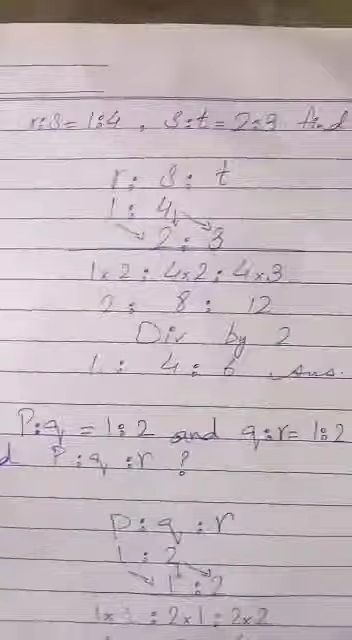 r:s = 1:4 , s:t = 2:3 find
r : s : t
1 : 4
2 : 3
1×2 : 4×2 : 4×3
2 : 8 : 12
Div by 2
1 : 4 : 6 Ans.
P:q = 1:2 and q:r = 1:2
d P:q:r ?
p : q : r
1 : 2
1 : 2
: 2×1 : 2×2